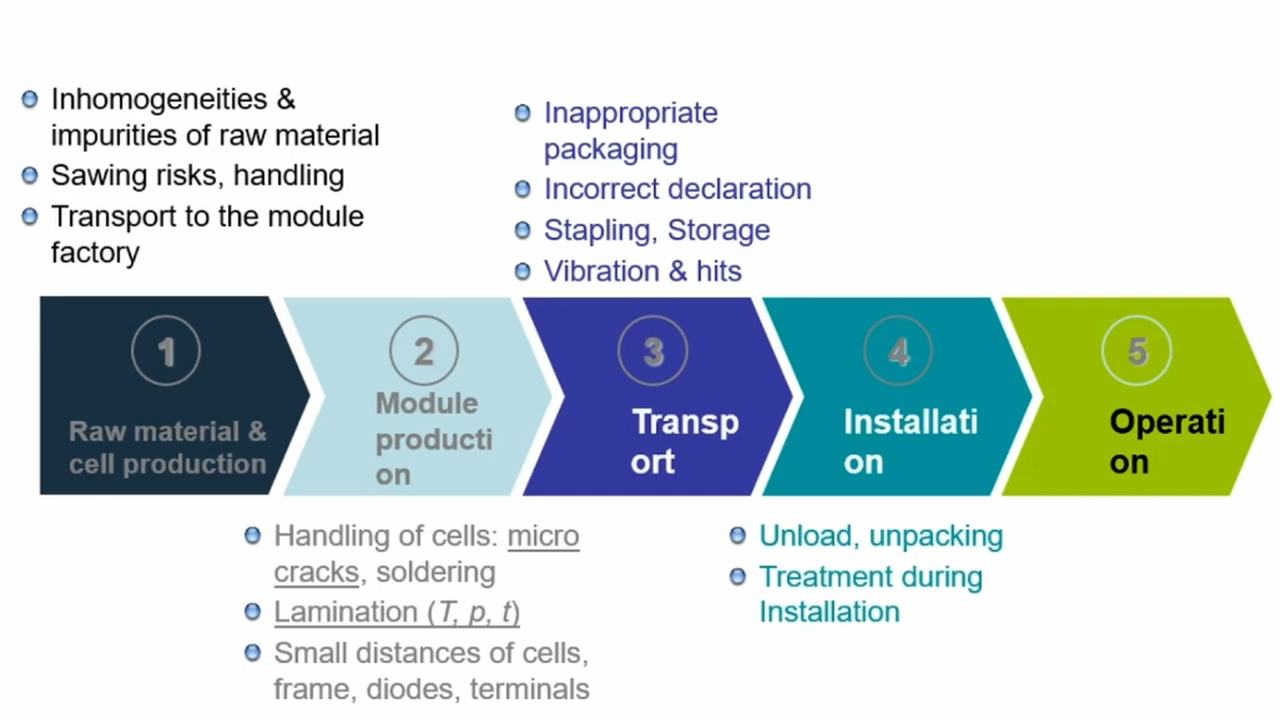 Inhomogeneities &
impurities of raw material
Sawing risks, handling
Transport to the module
factory
Inappropriate
packaging
Incorrect declaration
Stapling, Storage
Vibration & hits
1
Raw material &
cell production
2
Module
producti
on
3
Transp
ort
4
Installati
on
5
Operati
on
Handling of cells: micro
cracks, soldering
Lamination (T, p, t)
Small distances of cells,
frame, diodes, terminals
Unload, unpacking
Treatment during
Installation